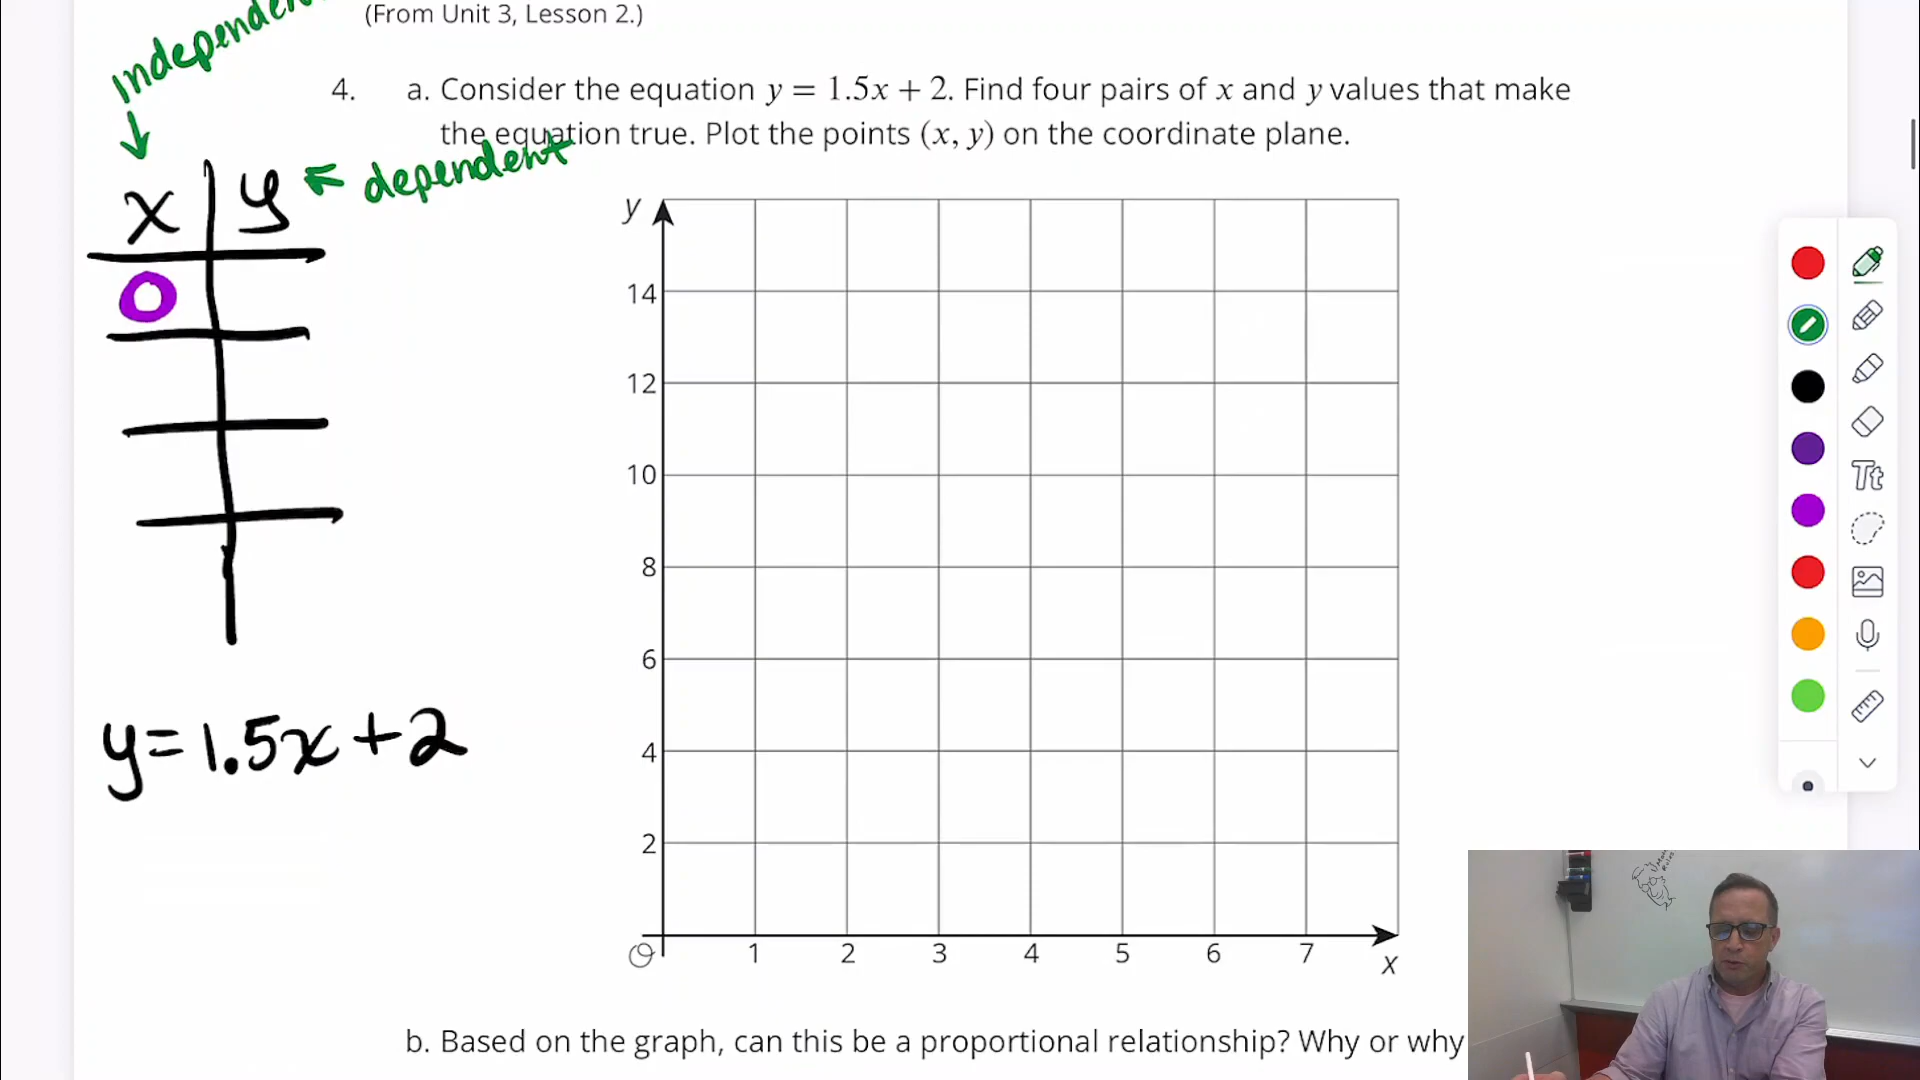 (From Unit 3, Lesson 2.)
independent
4. a. Consider the equation y = 1.5x + 2. Find four pairs of x and y values that make
the equation true. Plot the points (x, y) on the coordinate plane.
x y dependent
0
y=1.5x+2
y
14
12
10
8
6
4
2
O 1 2 3 4 5 6 7 x
b. Based on the graph, can this be a proportional relationship? Why or why
Tt